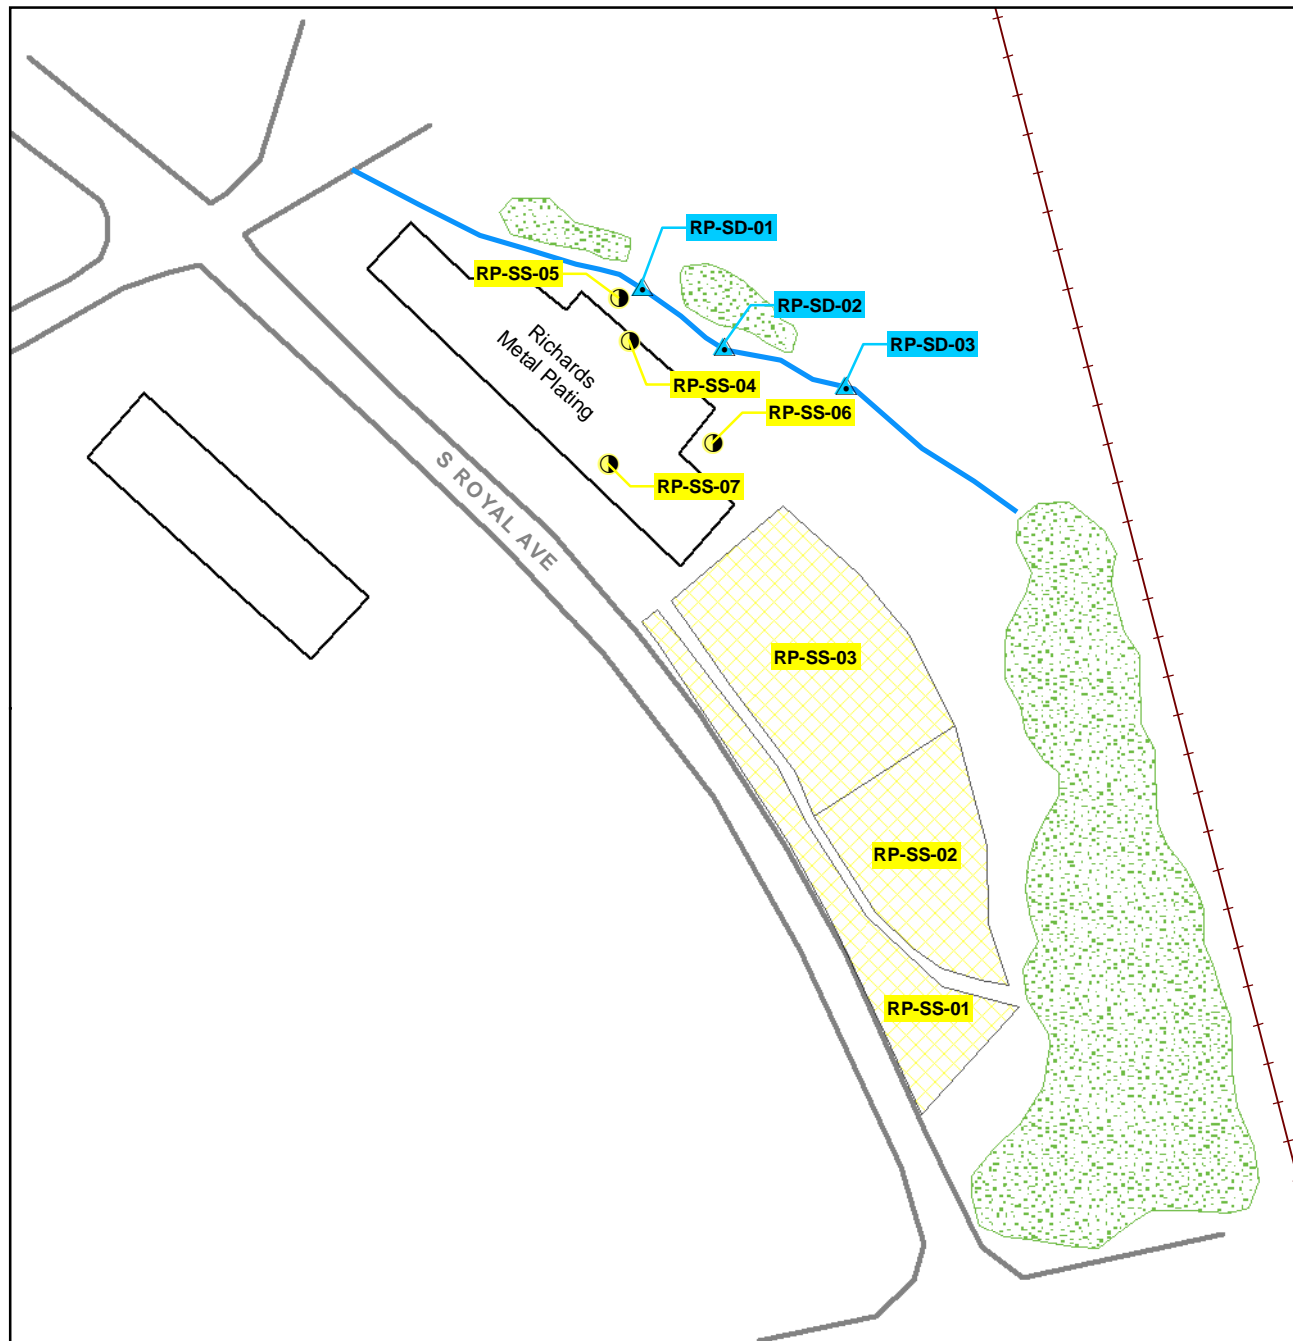 RP-SD-01
RP-SS-05
RP-SD-02
RP-SD-03
Richards
Metal Plating
RP-SS-04
RP-SS-06
RP-SS-07
S ROYAL AVE
RP-SS-03
RP-SS-02
RP-SS-01